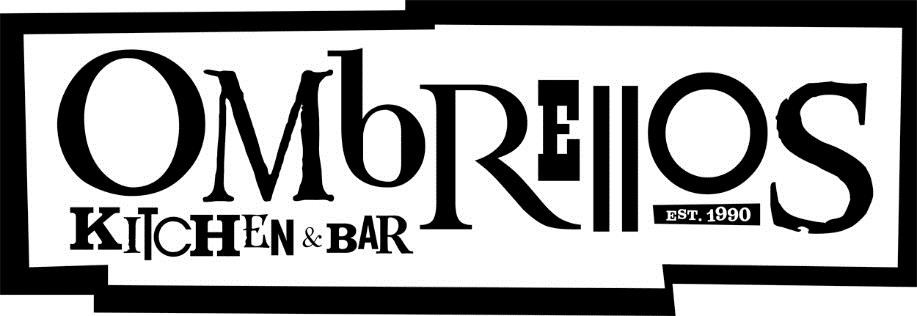 OMbREllOS
KITCHEN & BAR
EST. 1990